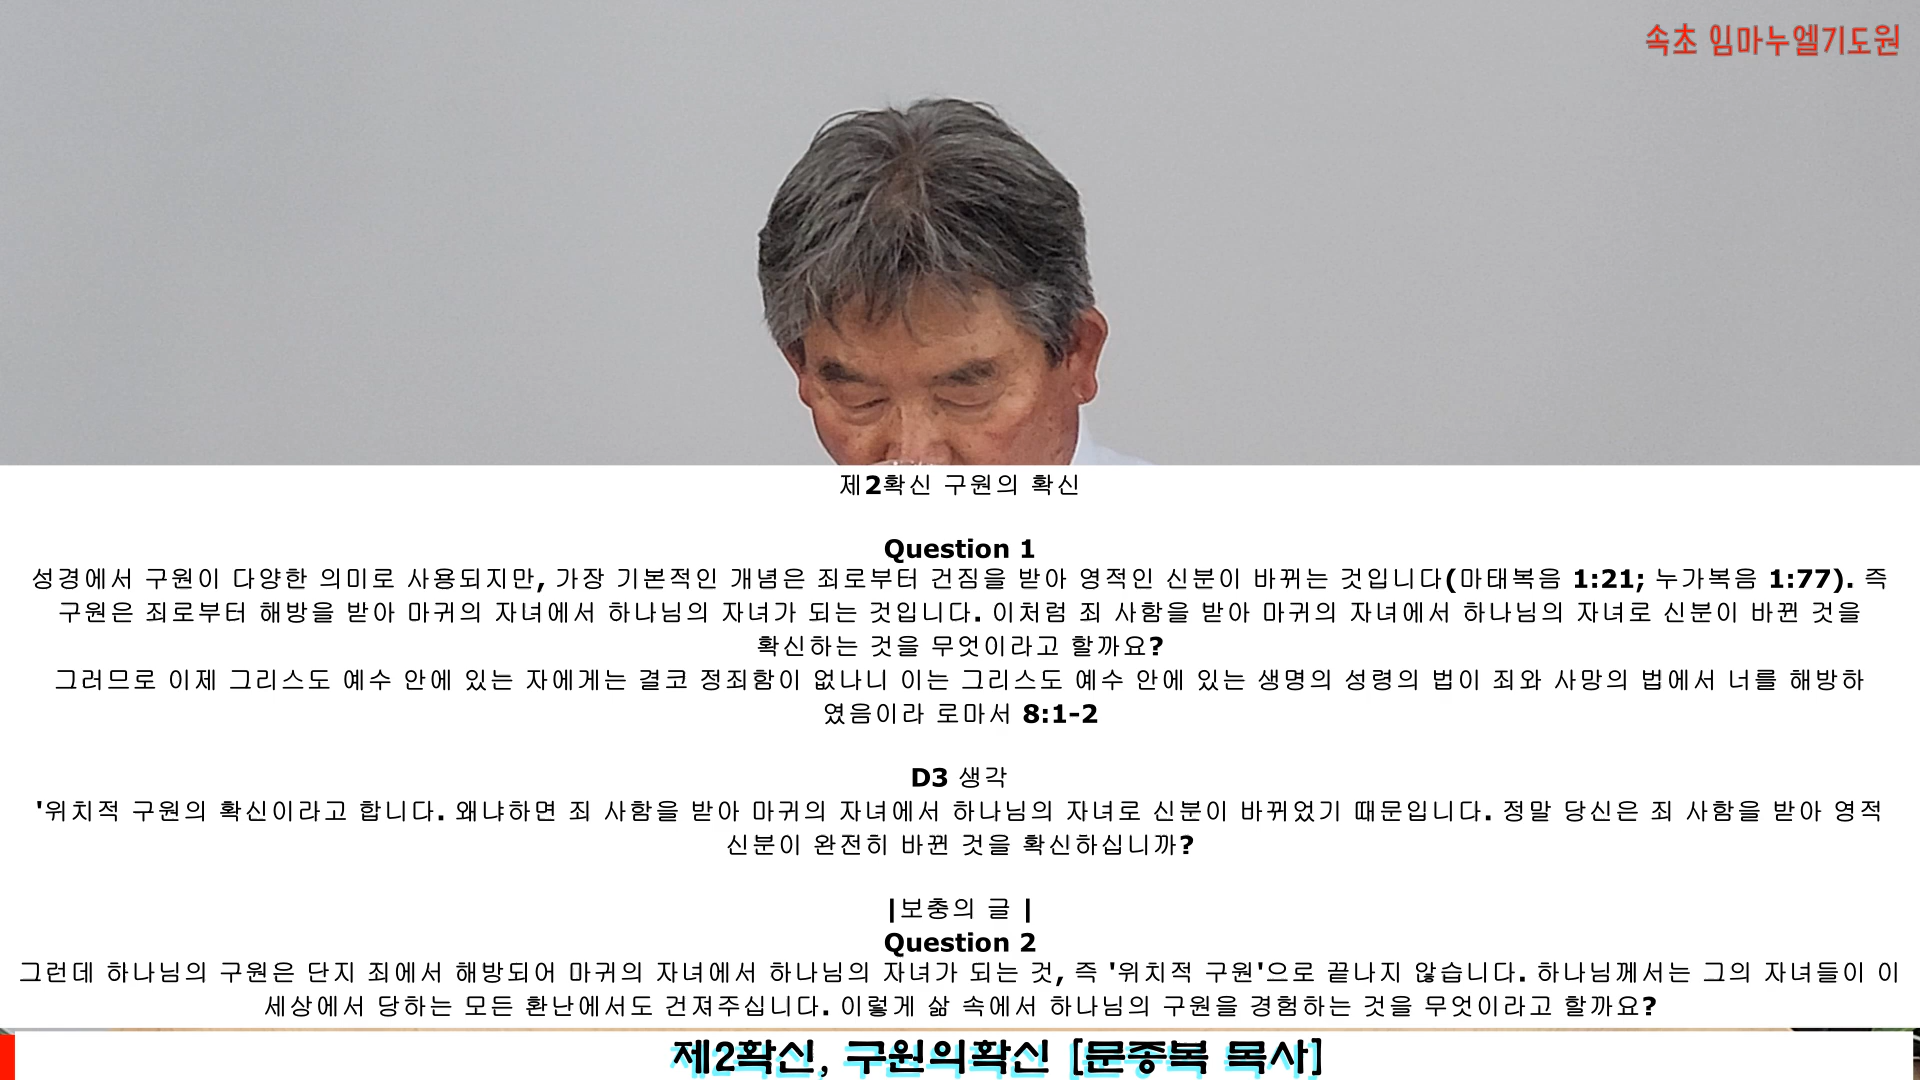 속초 임마누엘기도원
제2확신 구원의 확신
Question 1
성경에서 구원이 다양한 의미로 사용되지만, 가장 기본적인 개념은 죄로부터 건짐을 받아 영적인 신분이 바뀌는 것입니다(마태복음 1:21; 누가복음 1:77). 즉
구원은 죄로부터 해방을 받아 마귀의 자녀에서 하나님의 자녀가 되는 것입니다. 이처럼 죄 사함을 받아 마귀의 자녀에서 하나님의 자녀로 신분이 바뀐 것을
확신하는 것을 무엇이라고 할까요?
그러므로 이제 그리스도 예수 안에 있는 자에게는 결코 정죄함이 없나니 이는 그리스도 예수 안에 있는 생명의 성령의 법이 죄와 사망의 법에서 너를 해방하
였음이라 로마서 8:1-2
D3 생각
'위치적 구원의 확신이라고 합니다. 왜냐하면 죄 사함을 받아 마귀의 자녀에서 하나님의 자녀로 신분이 바뀌었기 때문입니다. 정말 당신은 죄 사함을 받아 영적
신분이 완전히 바뀐 것을 확신하십니까?
|보충의 글 |
Question 2
그런데 하나님의 구원은 단지 죄에서 해방되어 마귀의 자녀에서 하나님의 자녀가 되는 것, 즉 '위치적 구원'으로 끝나지 않습니다. 하나님께서는 그의 자녀들이 이
세상에서 당하는 모든 환난에서도 건져주십니다. 이렇게 삶 속에서 하나님의 구원을 경험하는 것을 무엇이라고 할까요?
제2확신, 구원의확신 [문종복 목사]